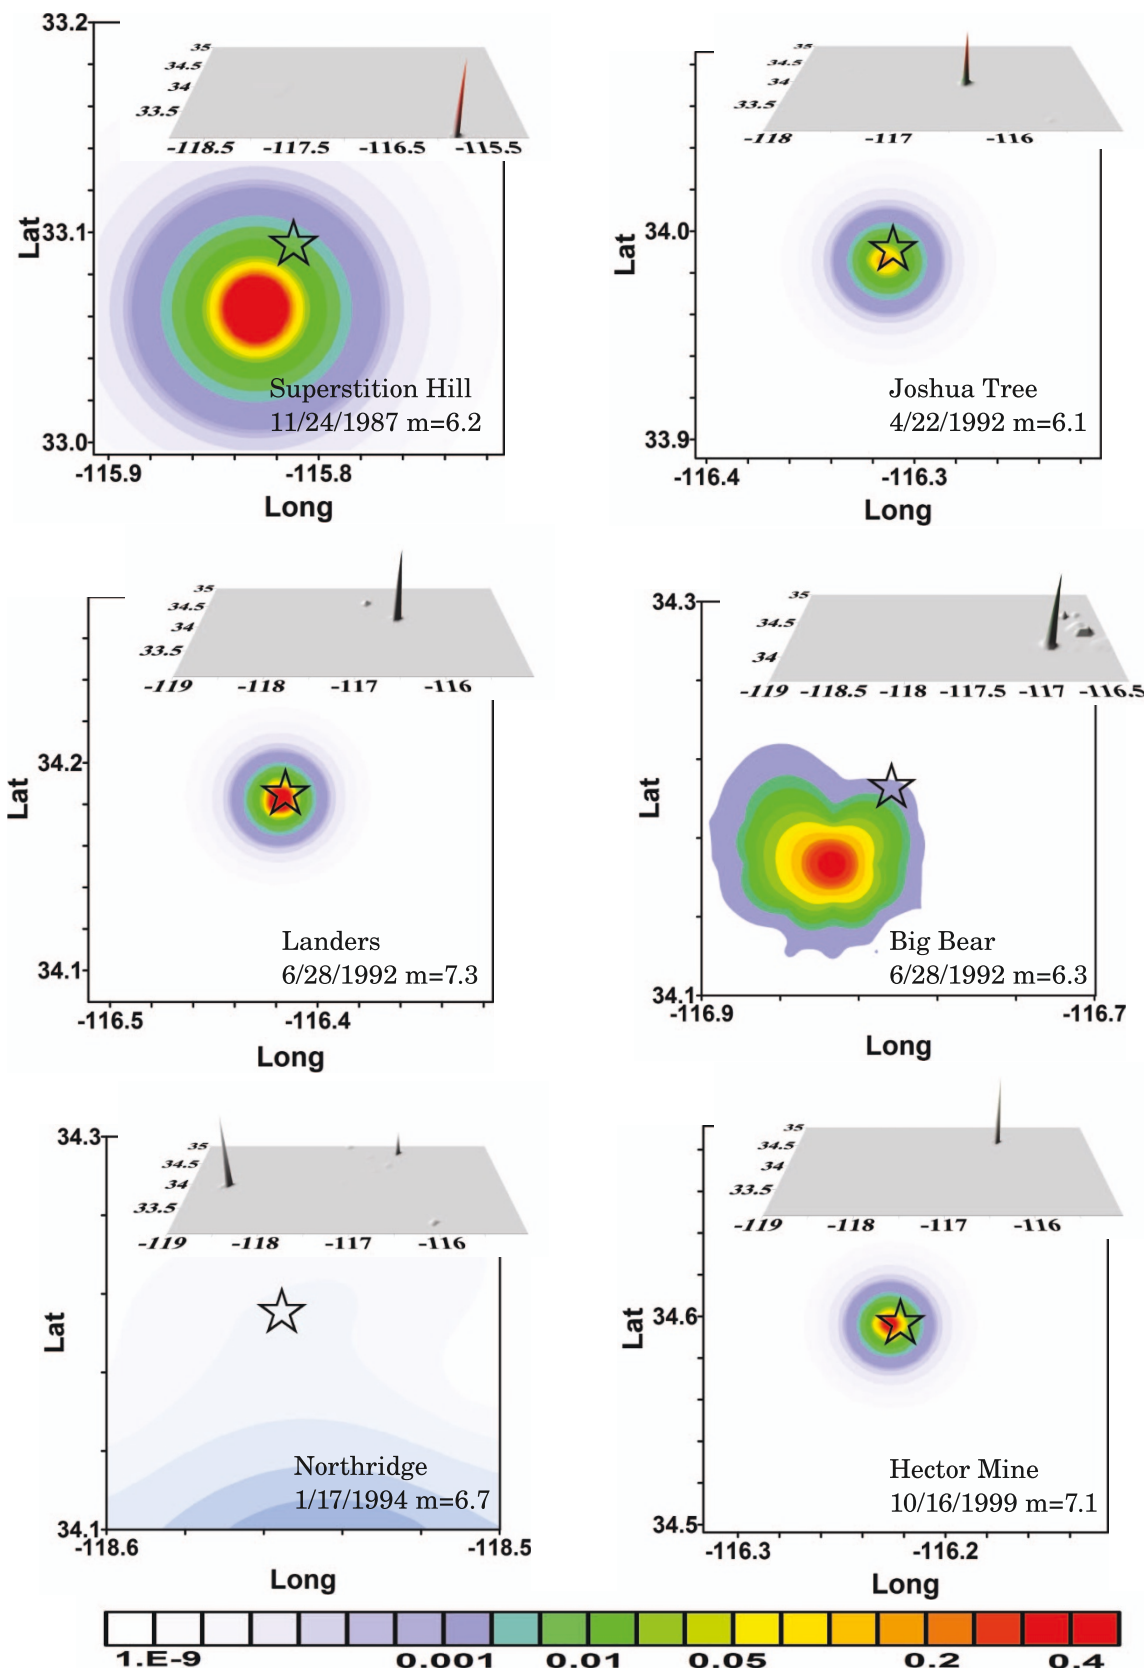 33.2
35
34.5
34
33.5
-118.5 -117.5 -116.5 -115.5
Lat
33.1
33.0
Superstition Hill
11/24/1987 m=6.2
-115.9 -115.8
Long
35
34.5
34
33.5
-118 -117 -116
Lat
34.0
33.9
Joshua Tree
4/22/1992 m=6.1
-116.4 -116.3
Long
35
34.5
34
33.5
-119 -118 -117 -116
Lat
34.2
34.1
Landers
6/28/1992 m=7.3
-116.5 -116.4
Long
34.3
35
34.5
34
-119 -118.5 -118 -117.5 -117 -116.5
Lat
34.1
Big Bear
6/28/1992 m=6.3
-116.9 -116.7
Long
34.3
35
34.5
34
33.5
-119 -118 -117 -116
Lat
34.1
Northridge
1/17/1994 m=6.7
-118.6 -118.5
Long
35
34.5
34
33.5
-119 -118 -117 -116
Lat
34.6
34.5
Hector Mine
10/16/1999 m=7.1
-116.3 -116.2
Long
1.E-9 0.001 0.01 0.05 0.2 0.4